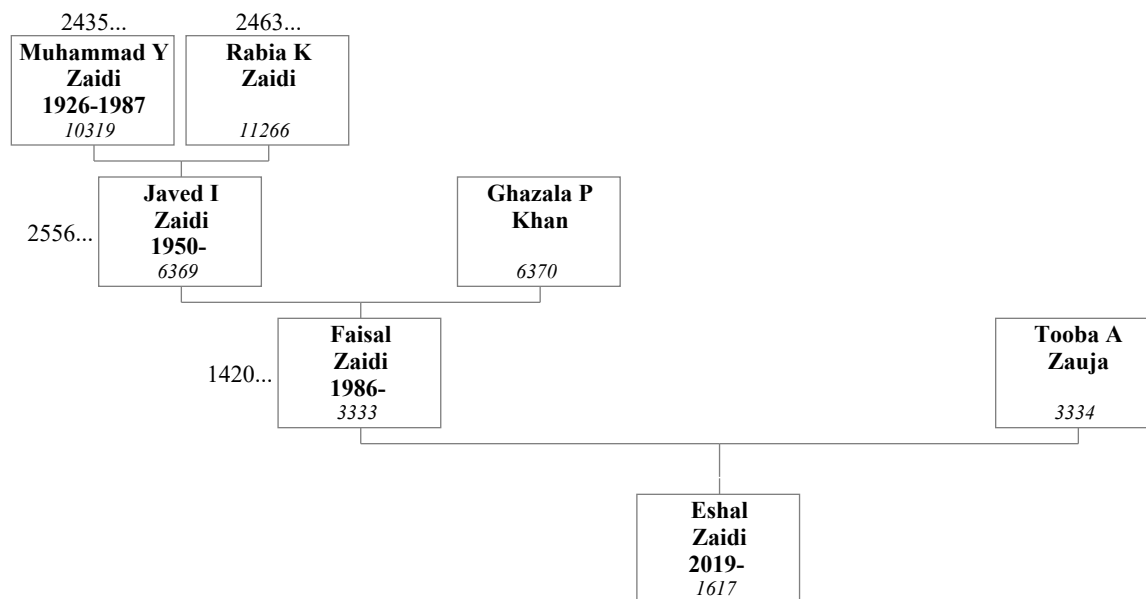 2435...
2463...
Muhammad Y
Zaidi
1926-1987
10319
Rabia K
Zaidi
11266
2556...
Javed I
Zaidi
1950-
6369
Ghazala P
Khan
6370
1420...
Faisal
Zaidi
1986-
3333
Tooba A
Zauja
3334
Eshal
Zaidi
2019-
1617